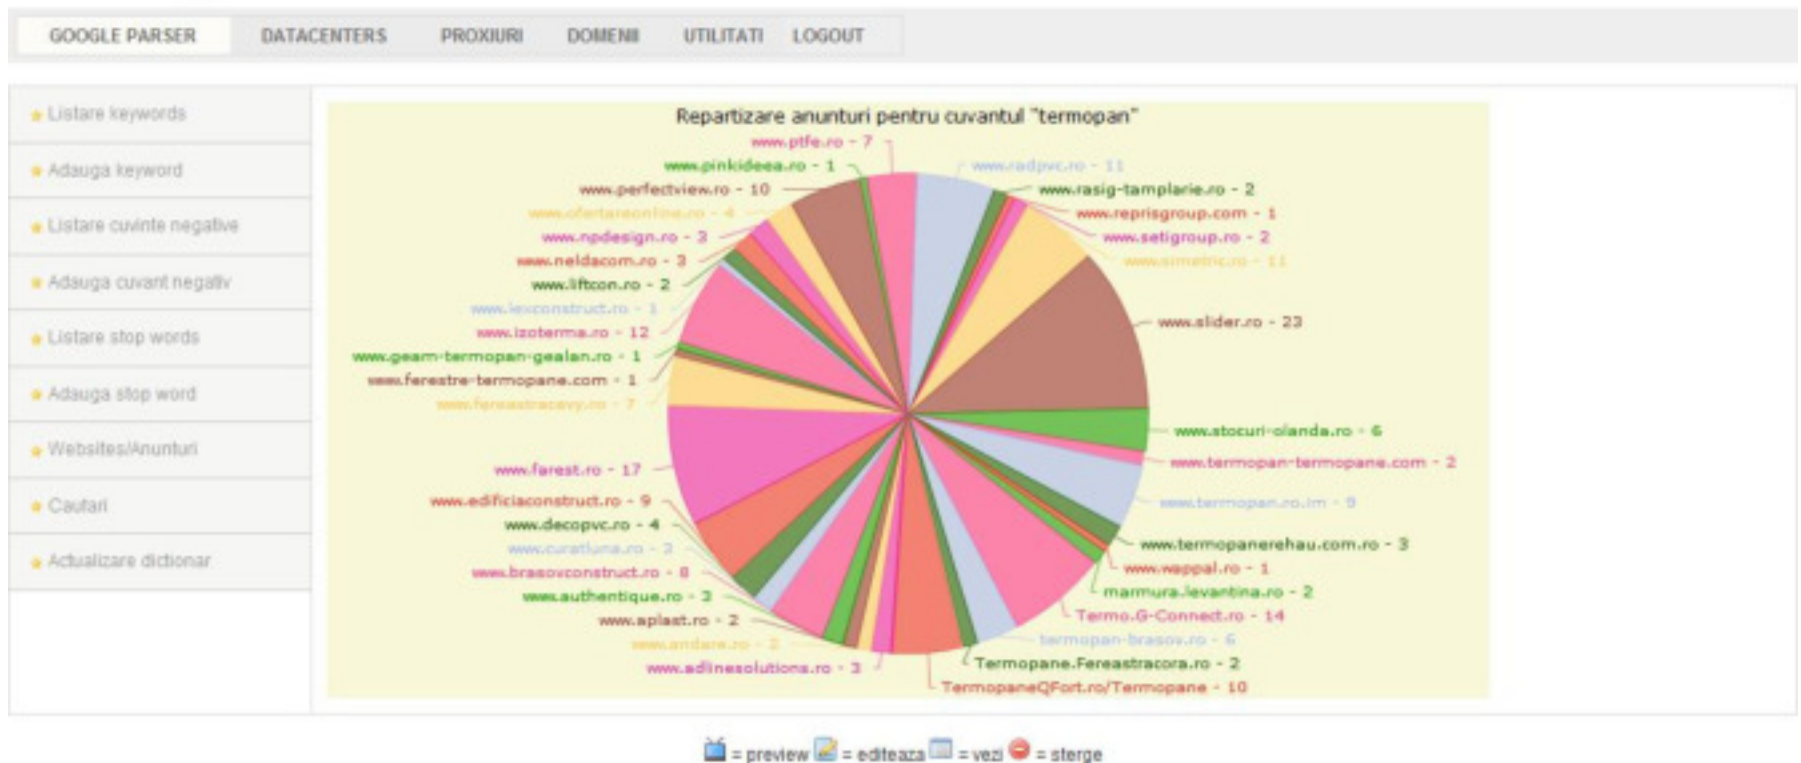 GOOGLE PARSER DATACENTERS PROXIURI DOMENII UTILITATI LOGOUT
Listare keywords
Adauga keyword
Listare cuvinte negative
Adauga cuvant negativ
Listare stop words
Adauga stop word
Websites/Anunturi
Cautari
Actualizare dictionar
Repartizare anunturi pentru cuvantul "termopan"
www.ptfe.ro - 7
www.pinkideea.ro - 1
www.perfectview.ro - 10
www.ofertareonline.ro - 4
www.npdesign.ro - 3
www.neldacom.ro - 3
www.liftcon.ro - 2
www.lexconstruct.ro - 1
www.izoterma.ro - 12
www.geam-termopan-gealan.ro - 1
www.ferestre-termopane.com - 1
www.fereastracevy.ro - 7
www.farest.ro - 17
www.edificiaconstruct.ro - 9
www.decopvc.ro - 4
www.curatluna.ro -
www.brasovconstruct.ro - 8
www.authentique.ro - 3
www.aplast.ro - 2
www.andare.ro - 2
www.adlinesolutions.ro - 3
www.radpvc.ro - 11
www.rasig-tamplarie.ro - 2
www.reprisgroup.com - 1
www.setigroup.ro - 2
www.simetric.ro - 11
www.slider.ro - 23
www.stocuri-olanda.ro - 6
www.termopan-termopane.com - 2
www.termopan.ro.im - 9
www.termopanerehau.com.ro - 3
www.wappal.ro - 1
marmura.levantina.ro - 2
Termo.G-Connect.ro - 14
termopan-brasov.ro - 6
Termopane.Fereastracora.ro - 2
TermopaneQFort.ro/Termopane - 10
= preview = editeaza = vezi = sterge